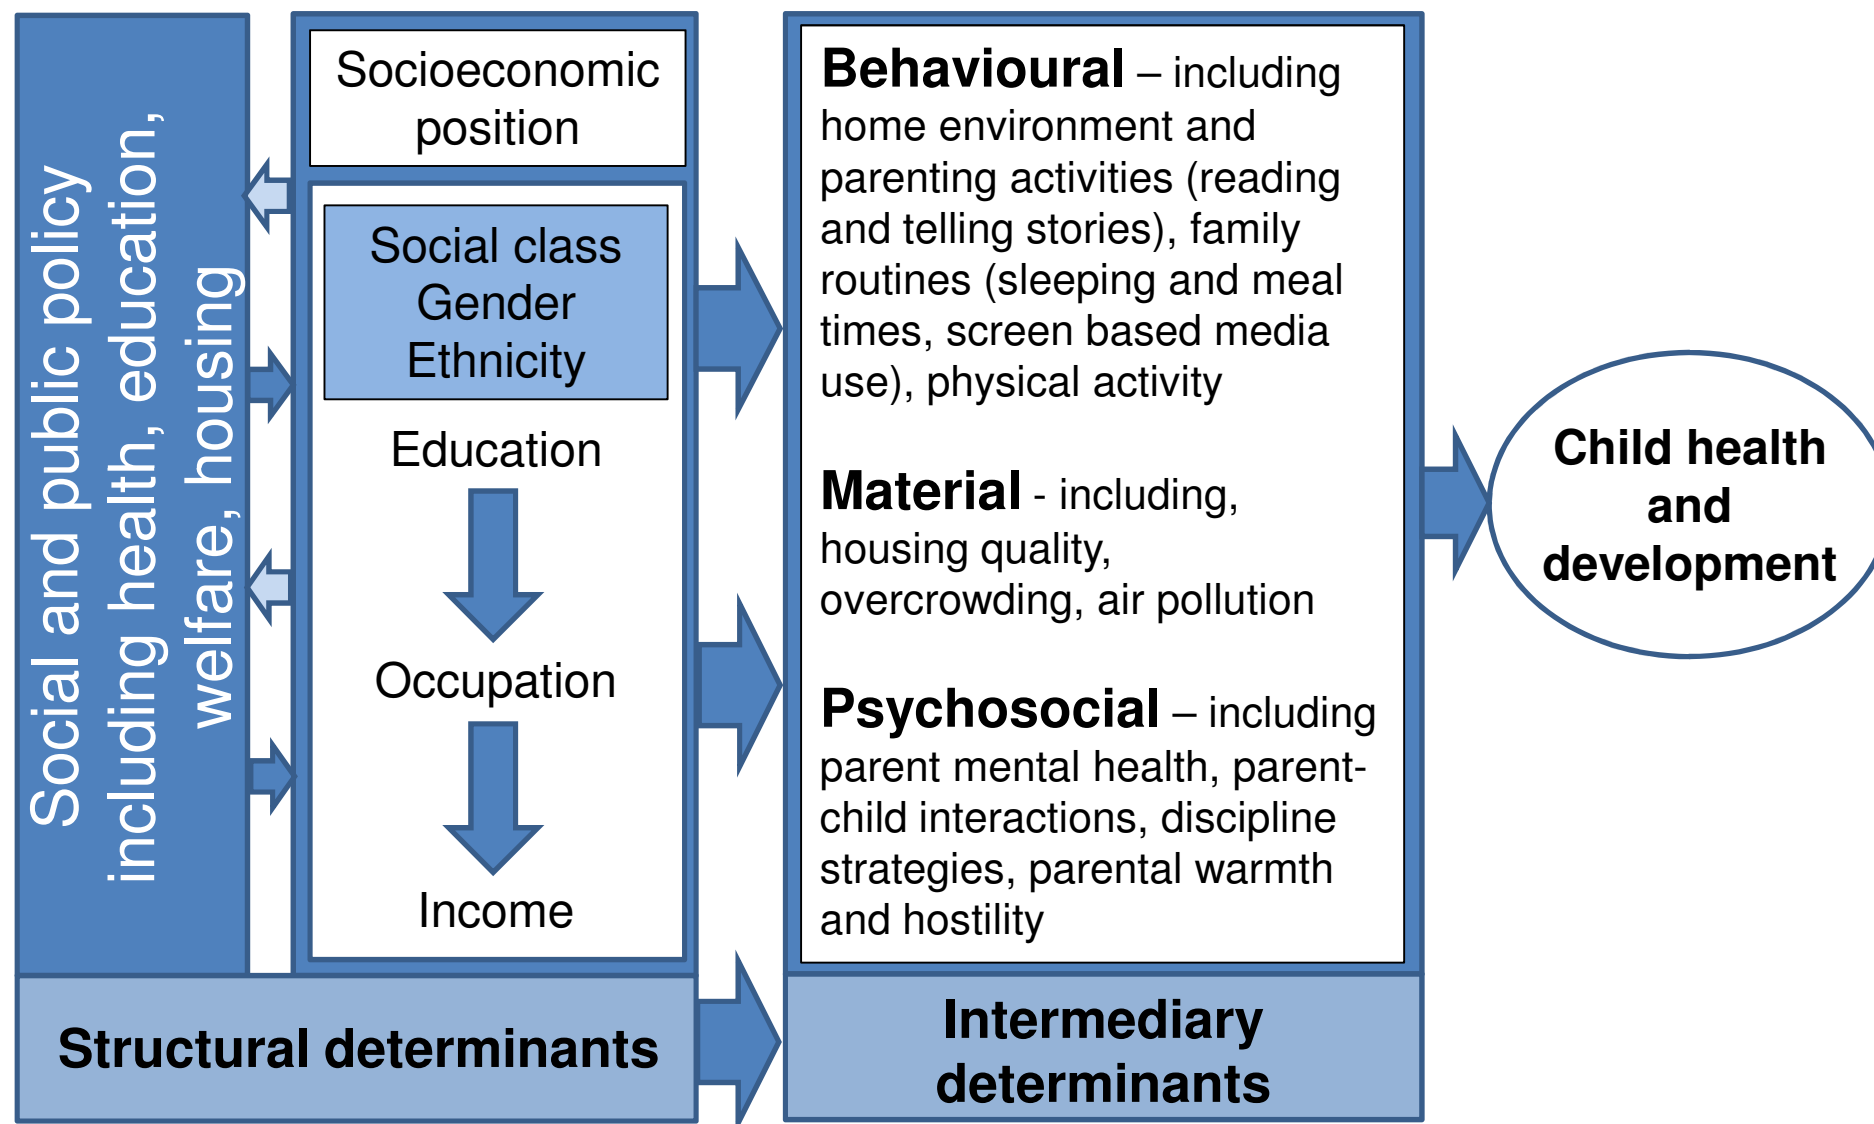 Social and public policy
including health, education,
welfare, housing
Socioeconomic
position
Social class
Gender
Ethnicity
Education
Occupation
Income
Structural determinants
Behavioural – including
home environment and
parenting activities (reading
and telling stories), family
routines (sleeping and meal
times, screen based media
use), physical activity
Material - including,
housing quality,
overcrowding, air pollution
Psychosocial – including
parent mental health, parent-
child interactions, discipline
strategies, parental warmth
and hostility
Intermediary
determinants
Child health
and
development